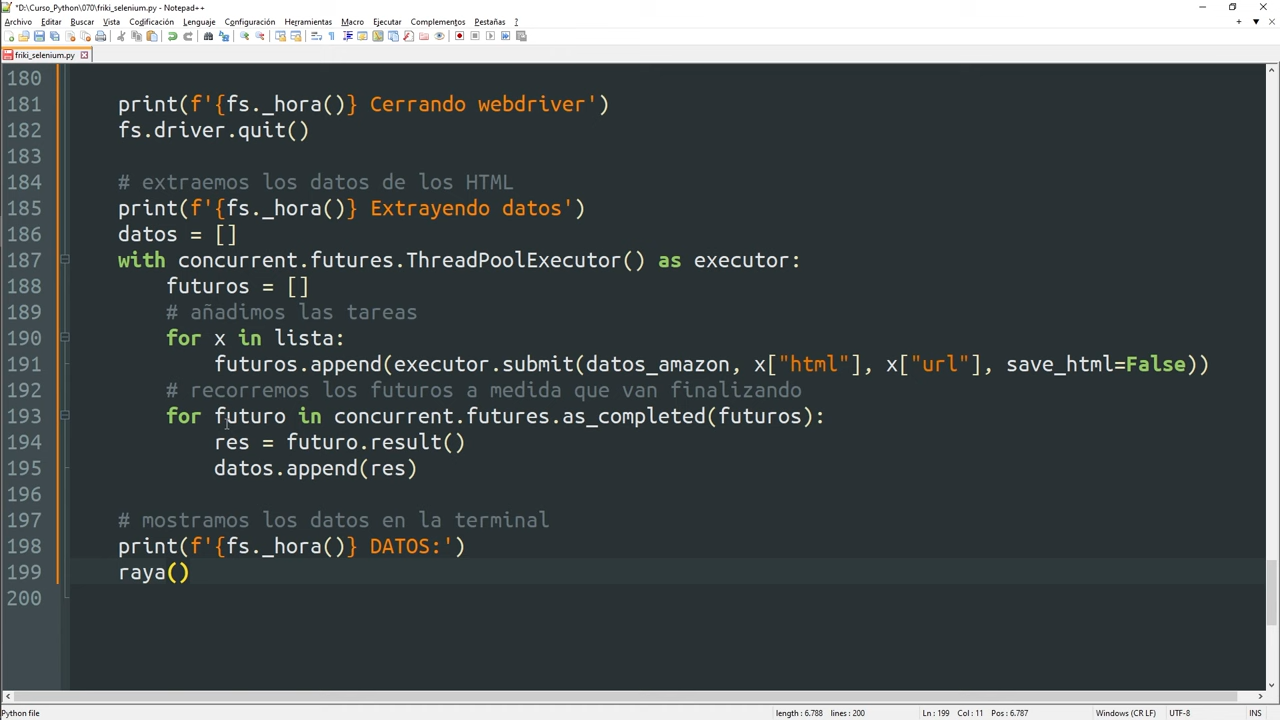 *D:\Curso_Python\070\friki_selenium.py - Notepad++
Archivo Editar Buscar Vista Codificación Lenguaje Configuración Herramientas Macro Ejecutar Complementos Pestañas ?
friki_selenium.py
180
181 print(f'{fs._hora()} Cerrando webdriver')
182 fs.driver.quit()
183
184 # extraemos los datos de los HTML
185 print(f'{fs._hora()} Extrayendo datos')
186 datos = []
187 with concurrent.futures.ThreadPoolExecutor() as executor:
188 futuros = []
189 # añadimos las tareas
190 for x in lista:
191 futuros.append(executor.submit(datos_amazon, x["html"], x["url"], save_html=False))
192 # recorremos los futuros a medida que van finalizando
193 for futuro in concurrent.futures.as_completed(futuros):
194 res = futuro.result()
195 datos.append(res)
196
197 # mostramos los datos en la terminal
198 print(f'{fs._hora()} DATOS:')
199 raya()
200
Python file length : 6.788 lines : 200 Ln : 199 Col : 11 Pos : 6.787 Windows (CR LF) UTF-8 INS